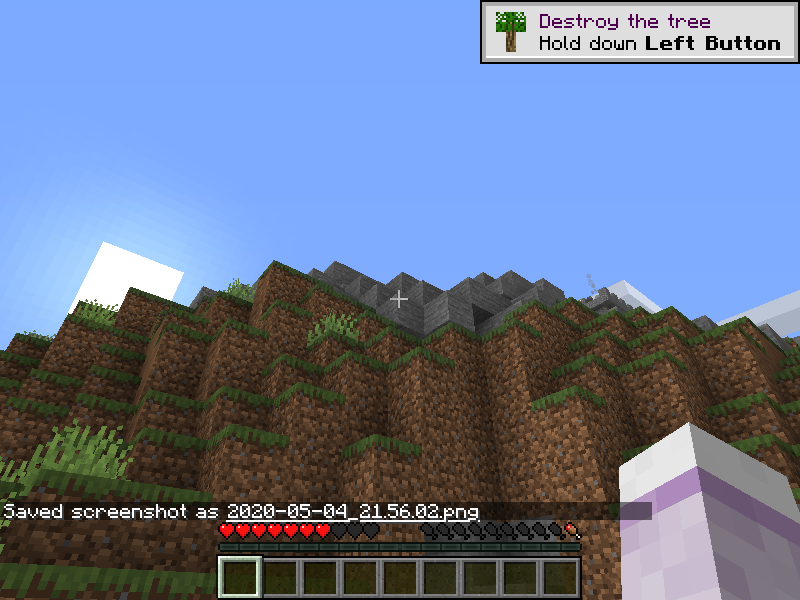 Destroy the tree
Hold down Left Button
Saved screenshot as 2020-05-04_21.56.02.png